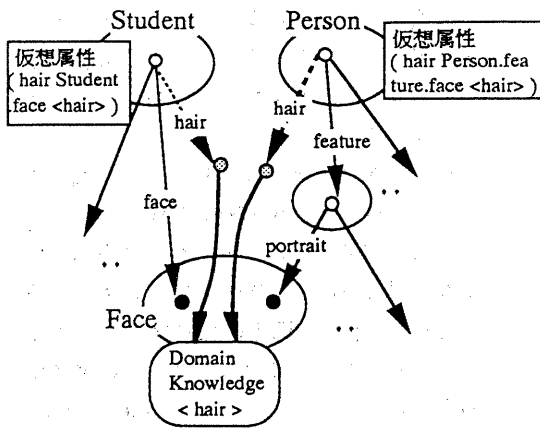 Student
Person
仮想属性
( hair Student
.face <hair> )
仮想属性
( hair Person.fea
ture.face <hair> )
hair
hair
feature
face
portrait
Face
Domain
Knowledge
< hair >